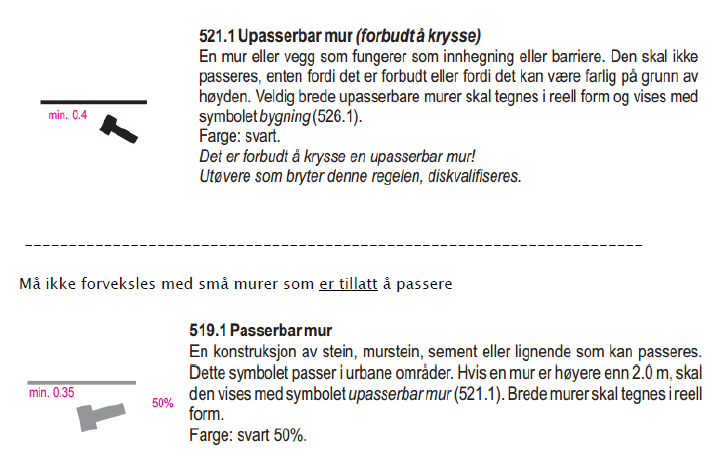 521.1 Upasserbar mur (forbudt å krysse)
En mur eller vegg som fungerer som innhegning eller barriere. Den skal ikke
passeres, enten fordi det er forbudt eller fordi det kan være farlig på grunn av
høyden. Veldig brede upasserbare murer skal tegnes i reell form og vises med
symbolet bygning (526.1).
Farge: svart.
Det er forbudt å krysse en upasserbar mur!
Utøvere som bryter denne regelen, diskvalifiseres.
min. 0.4
Må ikke forveksles med små murer som er tillatt å passere
519.1 Passerbar mur
En konstruksjon av stein, murstein, sement eller lignende som kan passeres.
Dette symbolet passer i urbane områder. Hvis en mur er høyere enn 2.0 m, skal
den vises med symbolet upasserbar mur (521.1). Brede murer skal tegnes i reell
form.
Farge: svart 50%.
min. 0.35
50%